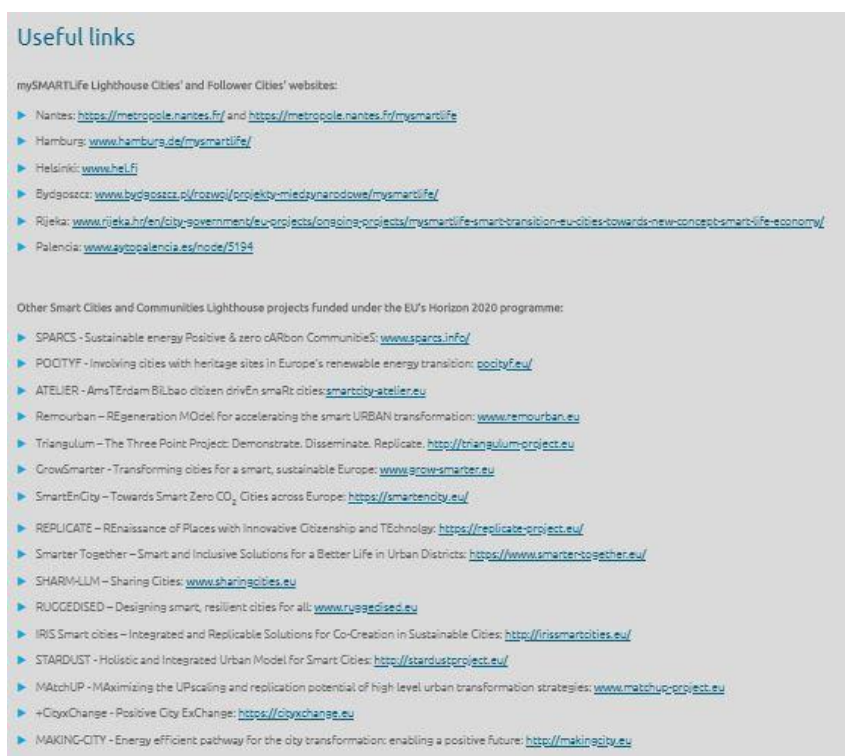 Useful links
mySMARTLife Lighthouse Cities' and Follower Cities' websites:
Nantes: https://metropole.nantes.fr/ and https://metropole.nantes.fr/mysmartlife
Hamburg: www.hamburg.de/mysmartlife/
Helsinki: www.hel.fi
Bydgoszcz: www.bydgoszcz.pl/rozwoj/projekty-miedzynarodowe/mysmartlife/
Rijeka: www.rijeka.hr/en/city-government/eu-projects/ongoing-projects/mysmartlife-smart-transition-eu-cities-towards-new-concept-smart-life-economy/
Palencia: www.aytopalencia.es/node/5194
Other Smart Cities and Communities Lighthouse projects funded under the EU's Horizon 2020 programme:
SPARCS - Sustainable energy Positive & zero cARbon CommunitieS: www.sparcs.info/
POCITYF - Involving cities with heritage sites in Europe's renewable energy transition: pocityf.eu/
ATELIER - AmsTErdam BiLbao citizen drivEn smaRt cities:smartcity-atelier.eu
Remourban – REgeneration MOdel for accelerating the smart URBAN transformation: www.remourban.eu
Triangulum – The Three Point Project: Demonstrate. Disseminate. Replicate. http://triangulum-project.eu
GrowSmarter - Transforming cities for a smart, sustainable Europe: www.grow-smarter.eu
SmartEnCity – Towards Smart Zero CO₂ Cities across Europe: https://smartencity.eu/
REPLICATE – REnaissance of Places with Innovative Citizenship and TEchnolgy: https://replicate-project.eu/
Smarter Together – Smart and Inclusive Solutions for a Better Life in Urban Districts: https://www.smarter-together.eu/
SHARM-LLM – Sharing Cities: www.sharingcities.eu
RUGGEDISED – Designing smart, resilient cities for all: www.ruggedised.eu
IRIS Smart cities – Integrated and Replicable Solutions for Co-Creation in Sustainable Cities: http://irissmartcities.eu/
STARDUST - Holistic and Integrated Urban Model for Smart Cities: http://stardustproject.eu/
MAtchUP - MAximizing the UPscaling and replication potential of high level urban transformation strategies: www.matchup-project.eu
+CityxChange - Positive City ExChange: https://cityxchange.eu
MAKING-CITY - Energy efficient pathway for the city transformation: enabling a positive future: http://makingcity.eu